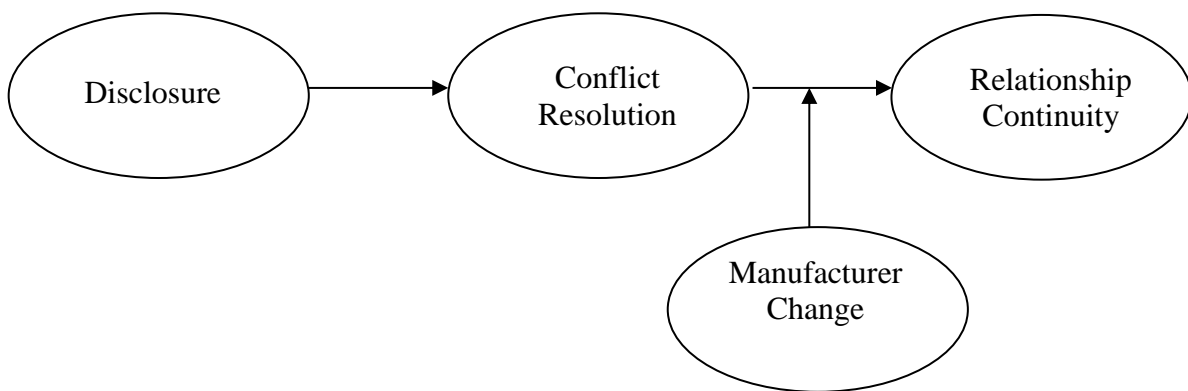 Disclosure
Conflict
Resolution
Relationship
Continuity
Manufacturer
Change